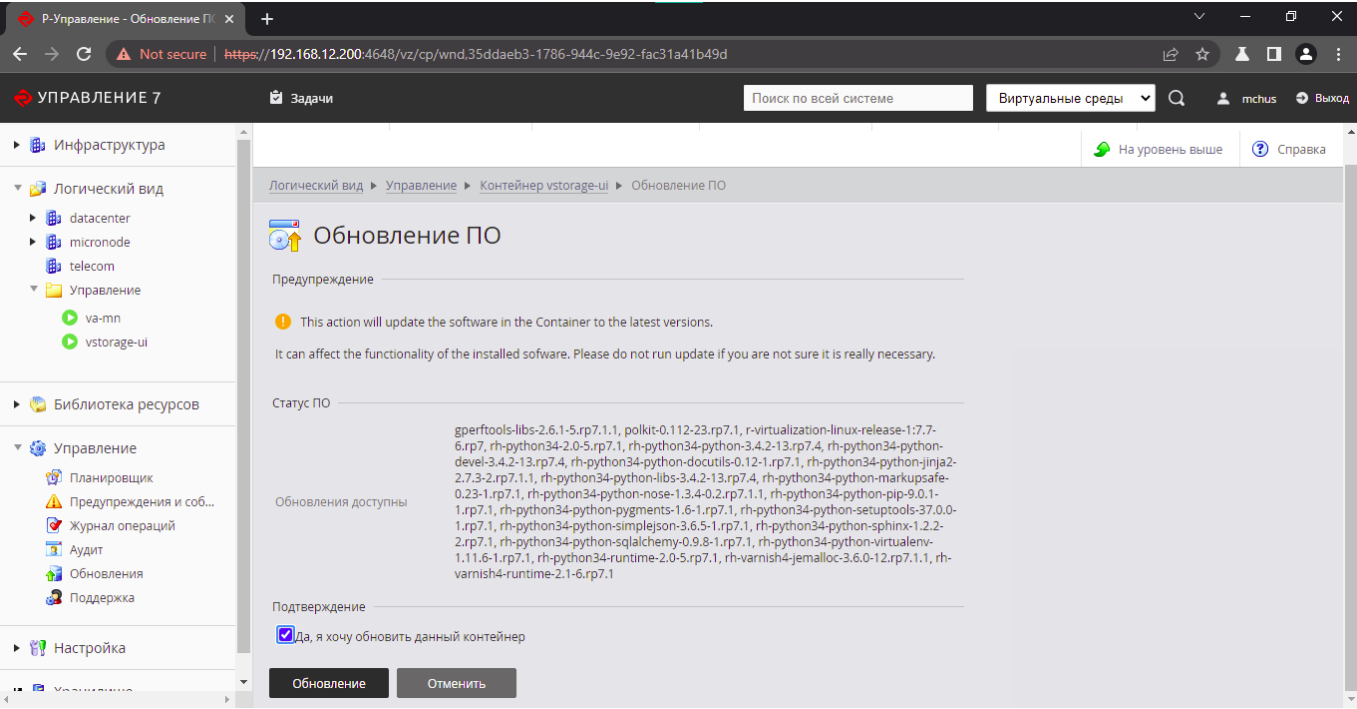 Р-Управление - Обновление ПО
Not secure https://192.168.12.200:4648/vz/cp/wnd,35ddaeb3-1786-944c-9e92-fac31a41b49d
УПРАВЛЕНИЕ 7
Задачи
Поиск по всей системе
Виртуальные среды
mchus
Выход
Инфраструктура
Логический вид
datacenter
micronode
telecom
Управление
va-mn
vstorage-ui
Библиотека ресурсов
Управление
Планировщик
Предупреждения и соб...
Журнал операций
Аудит
Обновления
Поддержка
Настройка
На уровень выше
Справка
Логический вид Управление Контейнер vstorage-ui Обновление ПО
Обновление ПО
Предупреждение
This action will update the software in the Container to the latest versions.
It can affect the functionality of the installed sofware. Please do not run update if you are not sure it is really necessary.
Статус ПО
Обновления доступны
gperftools-libs-2.6.1-5.rp7.1.1, polkit-0.112-23.rp7.1, r-virtualization-linux-release-1:7.7-
6.rp7, rh-python34-2.0-5.rp7.1, rh-python34-python-3.4.2-13.rp7.4, rh-python34-python-
devel-3.4.2-13.rp7.4, rh-python34-python-docutils-0.12-1.rp7.1, rh-python34-python-jinja2-
2.7.3-2.rp7.1.1, rh-python34-python-libs-3.4.2-13.rp7.4, rh-python34-python-markupsafe-
0.23-1.rp7.1, rh-python34-python-nose-1.3.4-0.2.rp7.1.1, rh-python34-python-pip-9.0.1-
1.rp7.1, rh-python34-python-pygments-1.6-1.rp7.1, rh-python34-python-setuptools-37.0.0-
1.rp7.1, rh-python34-python-simplejson-3.6.5-1.rp7.1, rh-python34-python-sphinx-1.2.2-
2.rp7.1, rh-python34-python-sqlalchemy-0.9.8-1.rp7.1, rh-python34-python-virtualenv-
1.11.6-1.rp7.1, rh-python34-runtime-2.0-5.rp7.1, rh-varnish4-jemalloc-3.6.0-12.rp7.1.1, rh-
varnish4-runtime-2.1-6.rp7.1
Подтверждение
Да, я хочу обновить данный контейнер
Обновление
Отменить